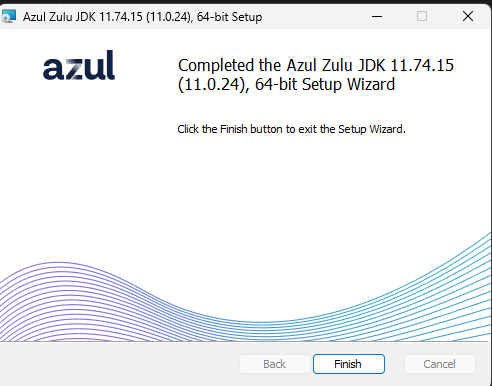 Azul Zulu JDK 11.74.15 (11.0.24), 64-bit Setup
azul
Completed the Azul Zulu JDK 11.74.15
(11.0.24), 64-bit Setup Wizard
Click the Finish button to exit the Setup Wizard.
Back
Finish
Cancel